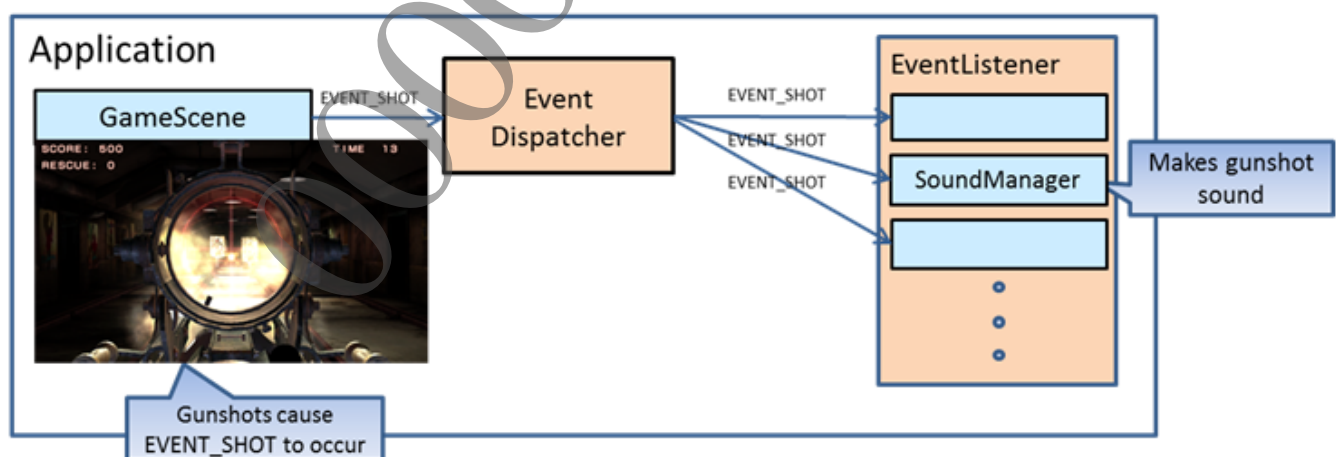 Application
GameScene
SCORE: 500
TIME 13
RESCUE: 0
EVENT_SHOT
Event
Dispatcher
EVENT_SHOT
EVENT_SHOT
EVENT_SHOT
EventListener
SoundManager
Makes gunshot
sound
Gunshots cause
EVENT_SHOT to occur